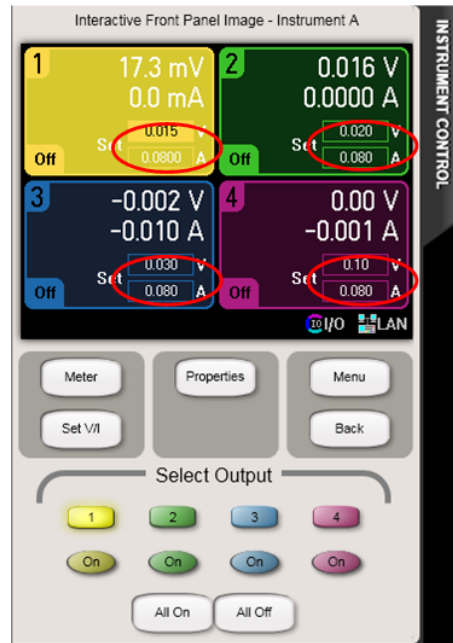 Interactive Front Panel Image - Instrument A
INSTRUMENT CONTROL
1
17.3 mV
0.0 mA
Set 0.015 V
0.0800 A
Off
2
0.016 V
0.0000 A
Set 0.020 V
0.080 A
Off
3
-0.002 V
-0.010 A
Set 0.030 V
0.080 A
Off
4
0.00 V
-0.001 A
Set 0.10 V
0.080 A
Off
IO I/O LAN
Meter Properties Menu
Set V/I Back
Select Output
1 2 3 4
On On On On
All On All Off